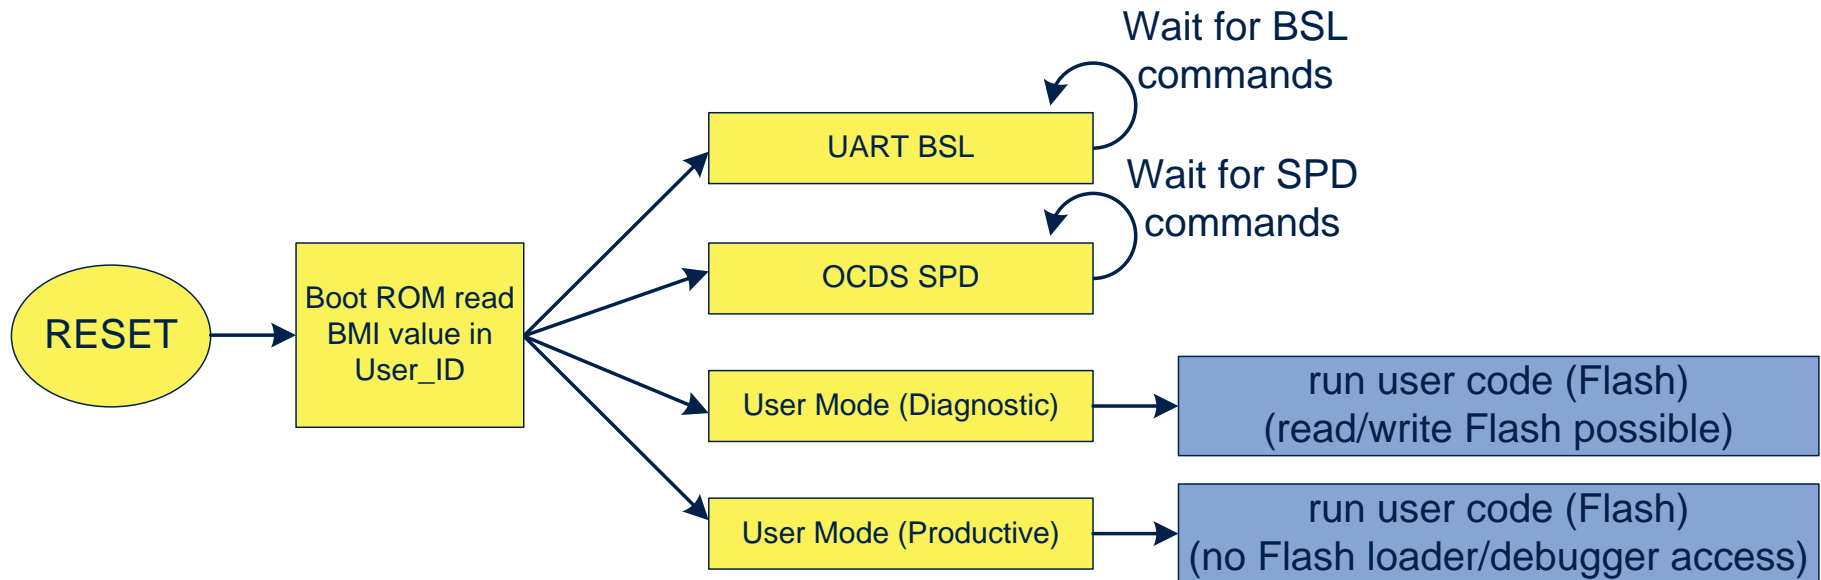 Wait for BSL
commands
UART BSL
Wait for SPD
commands
OCDS SPD
RESET
Boot ROM read
BMI value in
User_ID
User Mode (Diagnostic)
run user code (Flash)
(read/write Flash possible)
User Mode (Productive)
run user code (Flash)
(no Flash loader/debugger access)